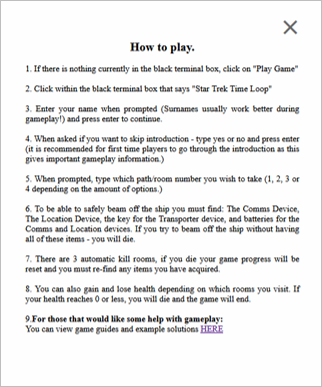 How to play.
1. If there is nothing currently in the black terminal box, click on "Play Game"
2. Click within the black terminal box that says "Star Trek Time Loop"
3. Enter your name when prompted (Surnames usually work better during
gameplay!) and press enter to continue.
4. When asked if you want to skip introduction - type yes or no and press enter
(it is recommended for first time players to go through the introduction as this
gives important gameplay information.)
5. When prompted, type which path/room number you wish to take (1, 2, 3 or
4 depending on the amount of options.)
6. To be able to safely beam off the ship you must find: The Comms Device,
The Location Device, the key for the Transporter device, and batteries for the
Comms and Location devices. If you try to beam off the ship without having
all of these items - you will die.
7. There are 3 automatic kill rooms, if you die your game progress will be
reset and you must re-find any items you have acquired.
8. You can also gain and lose health depending on which rooms you visit. If
your health reaches 0 or less, you will die and the game will end.
9.For those that would like some help with gameplay:
You can view game guides and example solutions HERE